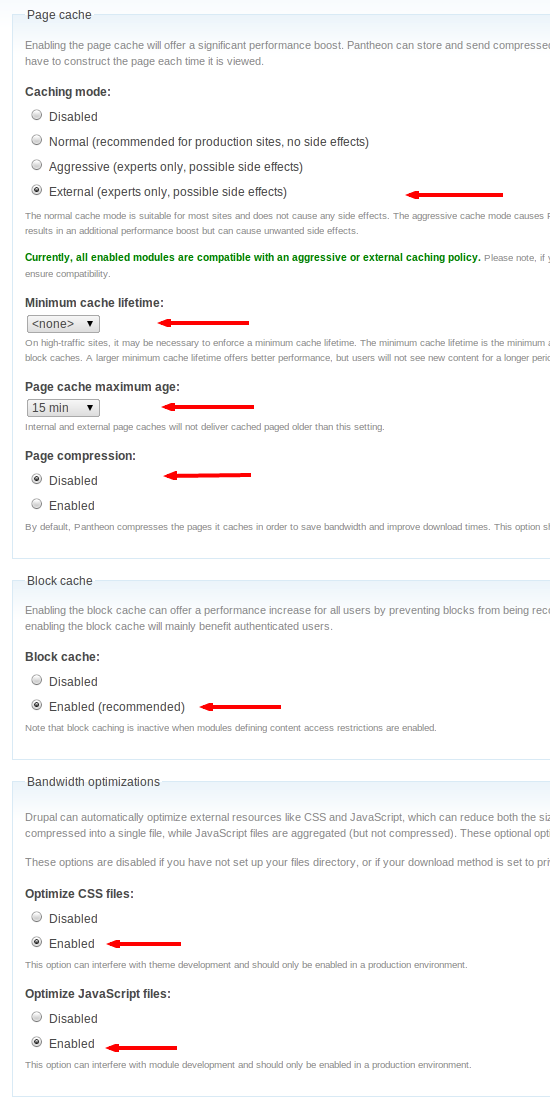 Page cache
Enabling the page cache will offer a significant performance boost. Pantheon can store and send compressed
have to construct the page each time it is viewed.
Caching mode:
Disabled
Normal (recommended for production sites, no side effects)
Aggressive (experts only, possible side effects)
External (experts only, possible side effects)
The normal cache mode is suitable for most sites and does not cause any side effects. The aggressive cache mode causes
results in an additional performance boost but can cause unwanted side effects.
Currently, all enabled modules are compatible with an aggressive or external caching policy. Please note, if
ensure compatibility.
Minimum cache lifetime:
<none>
On high-traffic sites, it may be necessary to enforce a minimum cache lifetime. The minimum cache lifetime is the minimum
block caches. A larger minimum cache lifetime offers better performance, but users will not see new content for a longer
Page cache maximum age:
15 min
Internal and external page caches will not deliver cached paged older than this setting.
Page compression:
Disabled
Enabled
By default, Pantheon compresses the pages it caches in order to save bandwidth and improve download times. This option
Block cache
Enabling the block cache can offer a performance increase for all users by preventing blocks from being
enabling the block cache will mainly benefit authenticated users.
Block cache:
Disabled
Enabled (recommended)
Note that block caching is inactive when modules defining content access restrictions are enabled.
Bandwidth optimizations
Drupal can automatically optimize external resources like CSS and JavaScript, which can reduce both the
compressed into a single file, while JavaScript files are aggregated (but not compressed). These optional
These options are disabled if you have not set up your files directory, or if your download method is set to
Optimize CSS files:
Disabled
Enabled
This option can interfere with theme development and should only be enabled in a production environment.
Optimize JavaScript files:
Disabled
Enabled
This option can interfere with module development and should only be enabled in a production environment.